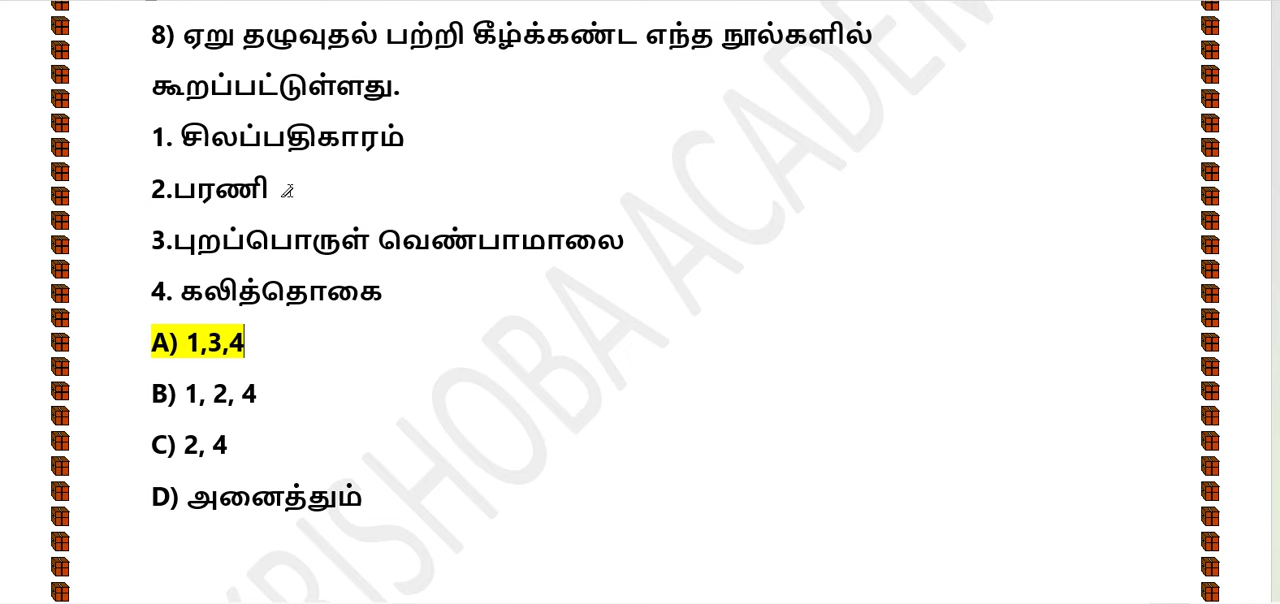 8) ஏறு தழுவுதல் பற்றி கீழ்க்கண்ட எந்த நூல்களில்
கூறப்பட்டுள்ளது.
1. சிலப்பதிகாரம்
2.பரணி
3.புறப்பொருள் வெண்பாமாலை
4. கலித்தொகை
A) 1,3,4
B) 1, 2, 4
C) 2, 4
D) அனைத்தும்